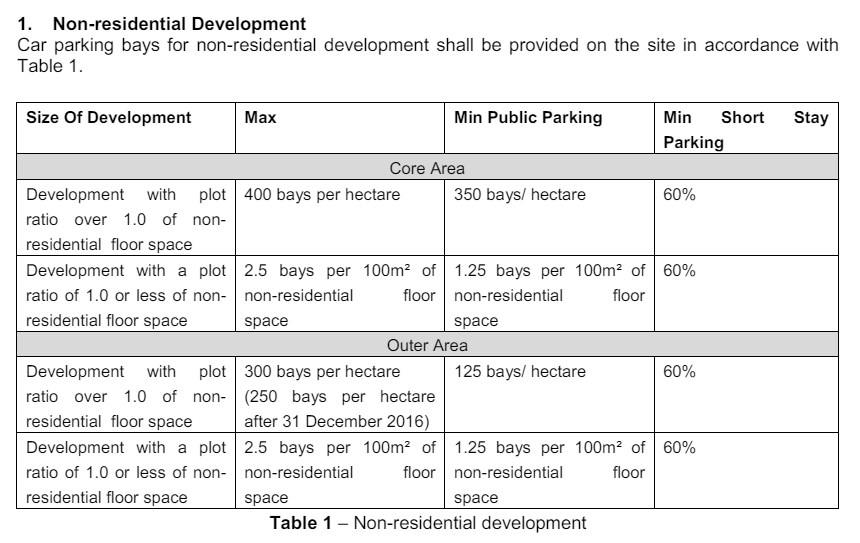 1. Non-residential Development
Car parking bays for non-residential development shall be provided on the site in accordance with
Table 1.
Size Of Development Max Min Public Parking Min Short Stay
Parking
Core Area
Development with plot 400 bays per hectare 350 bays/ hectare 60%
ratio over 1.0 of non-
residential floor space
Development with a plot 2.5 bays per 100m² of 1.25 bays per 100m² of 60%
ratio of 1.0 or less of non- non-residential floor non-residential floor
residential floor space space space
Outer Area
Development with plot 300 bays per hectare 125 bays/ hectare 60%
ratio over 1.0 of non- (250 bays per hectare
residential floor space after 31 December 2016)
Development with a plot 2.5 bays per 100m² of 1.25 bays per 100m² of 60%
ratio of 1.0 or less of non- non-residential floor non-residential floor
residential floor space space space
Table 1 – Non-residential development